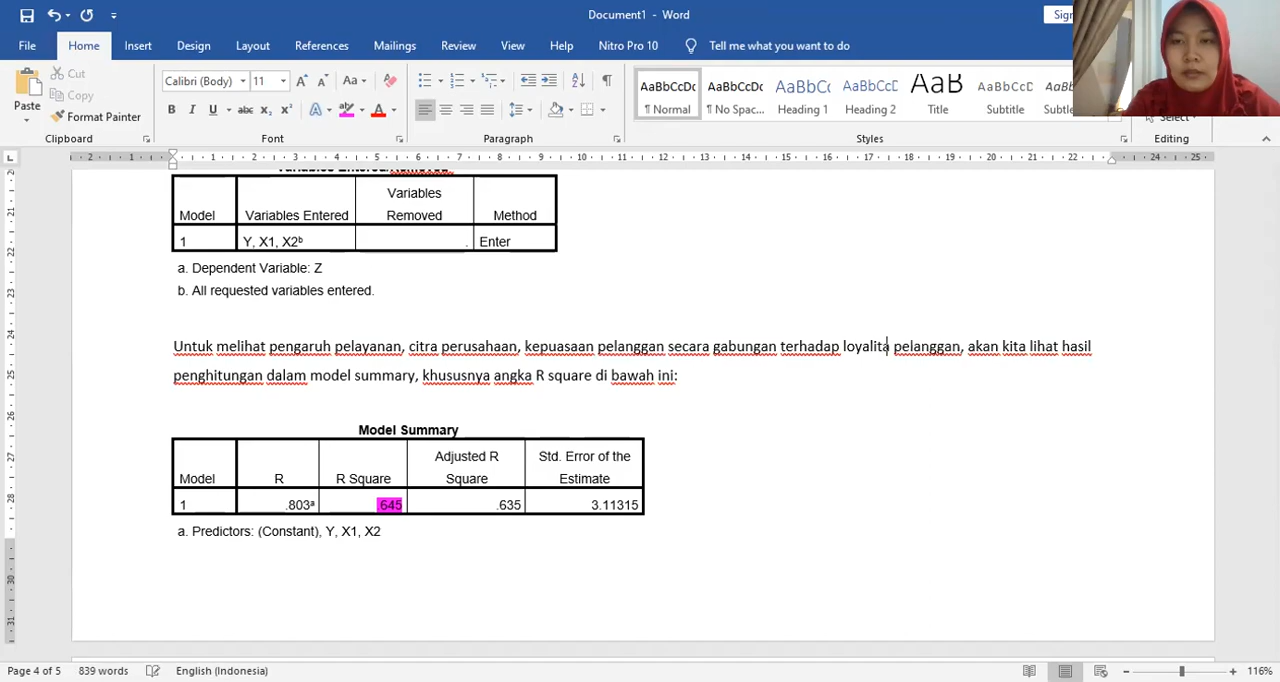 Document1 - Word
File Home Insert Design Layout References Mailings Review View Help Nitro Pro 10 Tell me what you want to do
Paste
Cut
Copy
Format Painter
Clipboard
Calibri (Body) 11
Font
Paragraph
AaBbCcDc AaBbCcDc AaBbCc AaBbCcD AaB AaBbCcD
¶ Normal ¶ No Spac... Heading 1 Heading 2 Title Subtitle
Styles
Select
Editing
Variables Entered/Removed
Model Variables Entered Variables Removed Method
1 Y, X1, X2ᵇ . Enter
a. Dependent Variable: Z
b. All requested variables entered.
Untuk melihat pengaruh pelayanan, citra perusahaan, kepuasaan pelanggan secara gabungan terhadap loyalita pelanggan, akan kita lihat hasil
penghitungan dalam model summary, khususnya angka R square di bawah ini:
Model Summary
Model R R Square Adjusted R Square Std. Error of the Estimate
1 .803ᵃ .645 .635 3.11315
a. Predictors: (Constant), Y, X1, X2
Page 4 of 5 839 words English (Indonesia) 116%